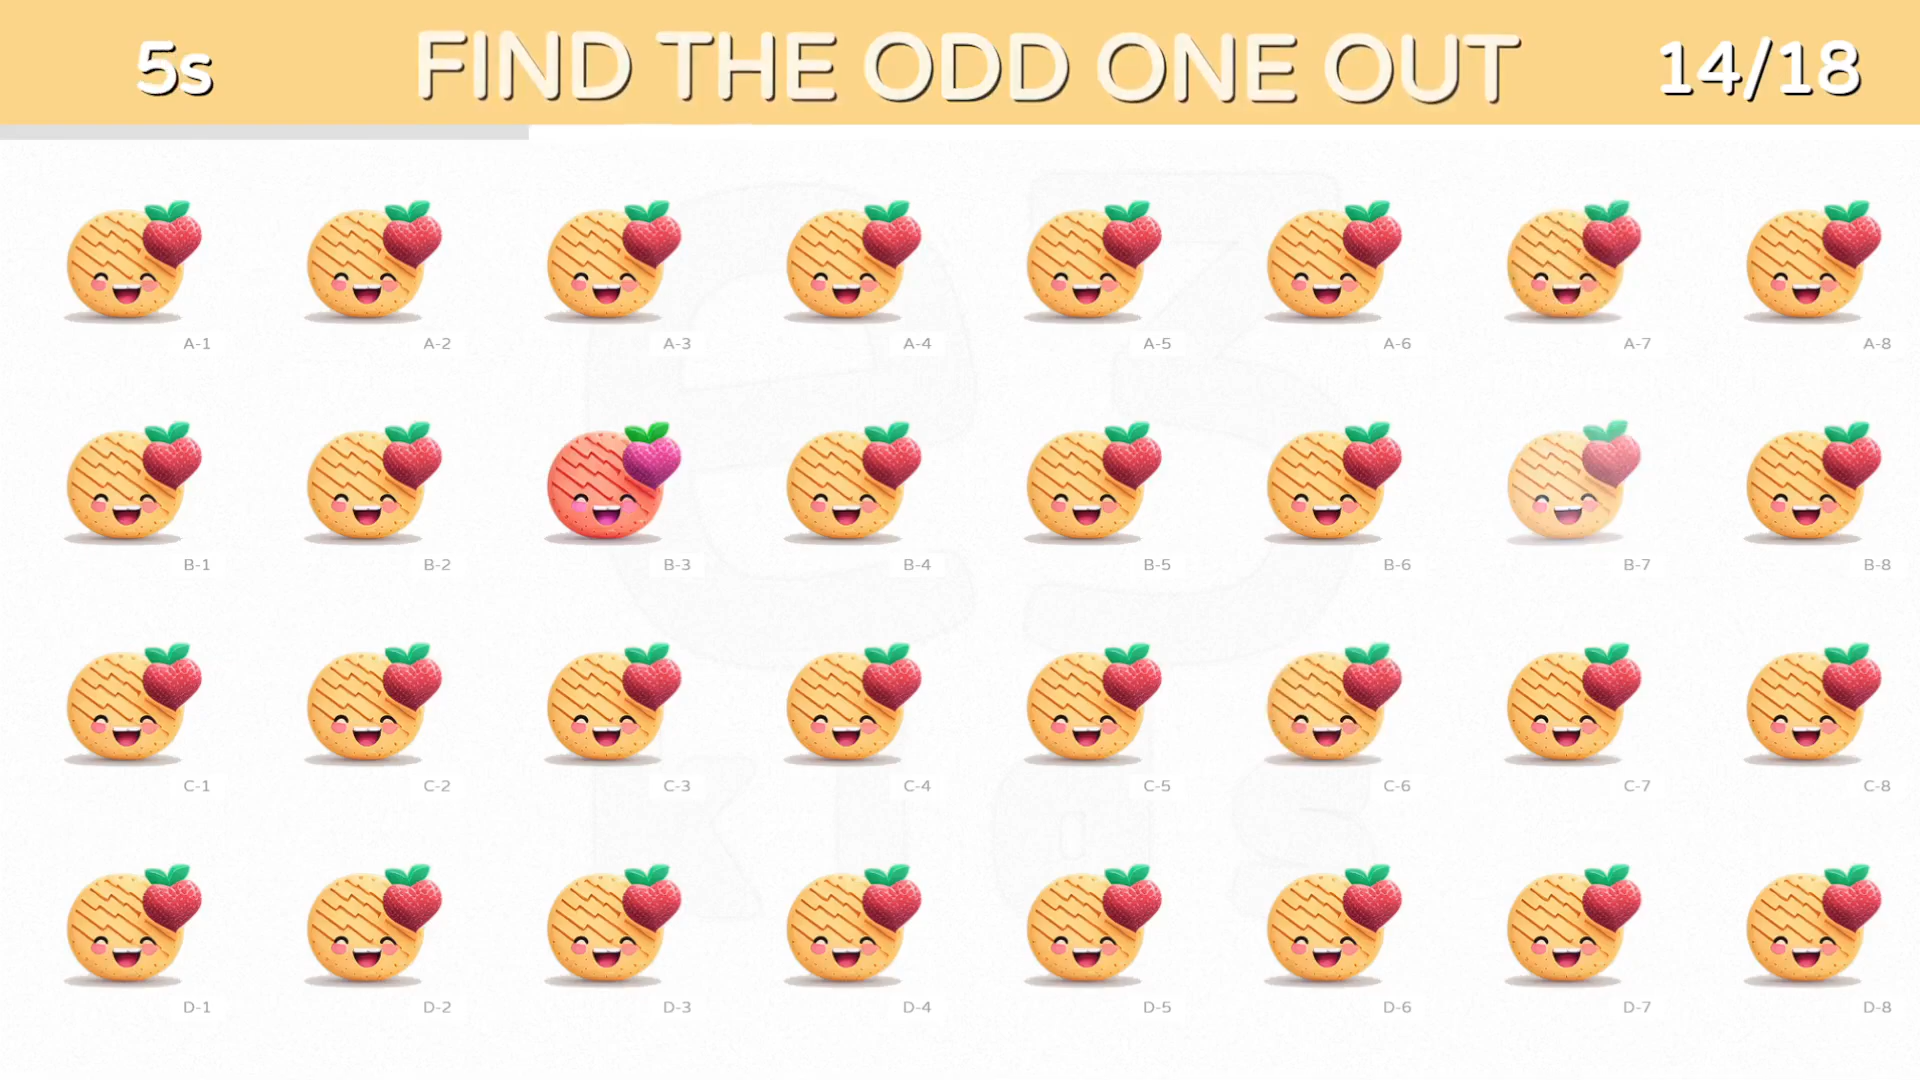 5s FIND THE ODD ONE OUT 14/18
A-1 A-2 A-3 A-4 A-5 A-6 A-7 A-8
B-1 B-2 B-3 B-4 B-5 B-6 B-7 B-8
C-1 C-2 C-3 C-4 C-5 C-6 C-7 C-8
D-1 D-2 D-3 D-4 D-5 D-6 D-7 D-8